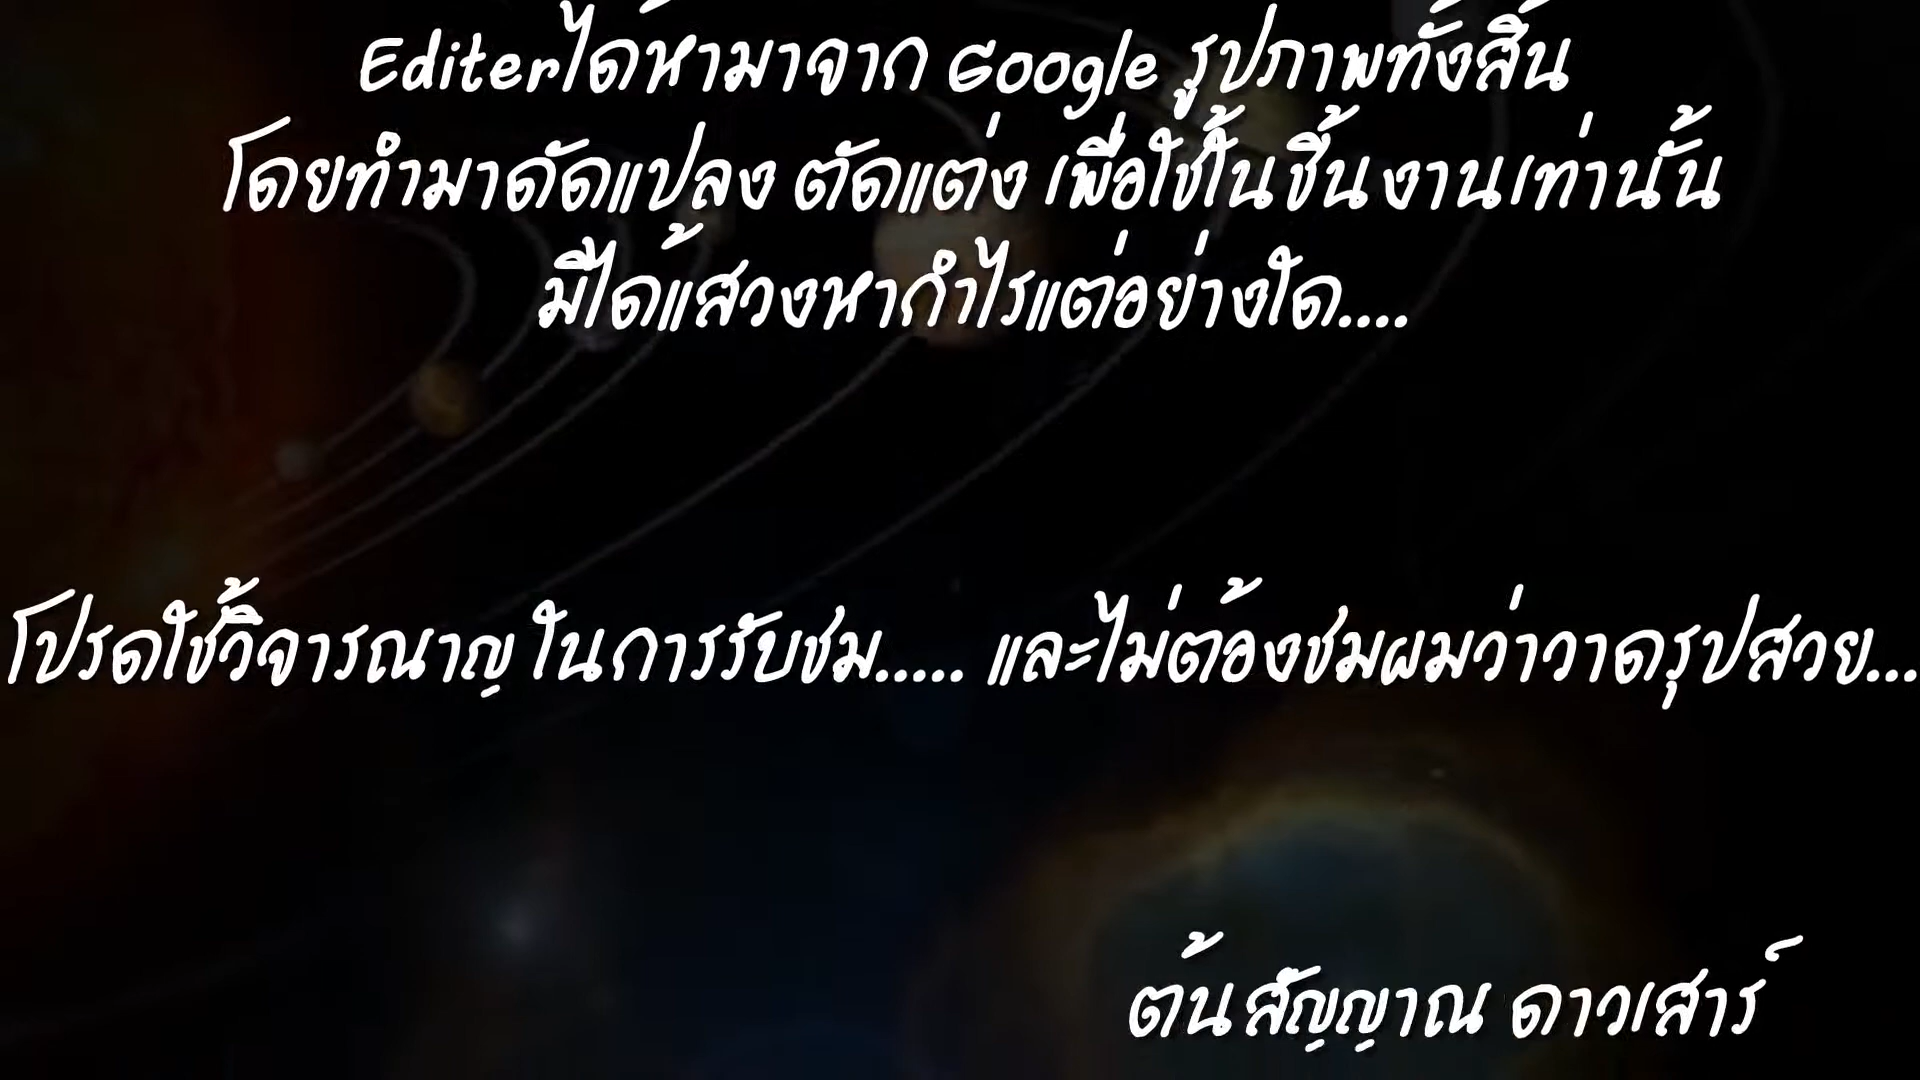 Editerได้หามาจาก Google รูปภาพทั้งสิ้น
โดยทำมาดัดแปลง ตัดแต่ง เพื่อใช้ในชิ้นงานเท่านั้น
มิได้แสวงหากำไรแต่อย่างใด....
โปรดใช้วิจารณาญในการรับชม..... และไม่ต้องชมผมว่าวาดรุปสวย...
ต้นสัญญาณ ดาวเสาร์